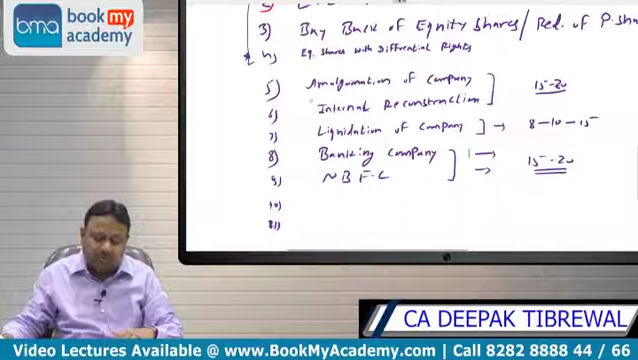 bma
book my
academy
3) Buy Back of Equity Shares / Red. of P. Sha
4) Eq. Shares with Differential Rights
5) Amalgamation of Company
15-20
6) Internal Reconstruction
7) Liquidation of Company → 8-10-15
8) Banking Company 1 →
15-20
9) NBFC →
10)
11)
CA DEEPAK TIBREWAL
Video Lectures Available @ www.BookMyAcademy.com | Call 8282 8888 44 / 66